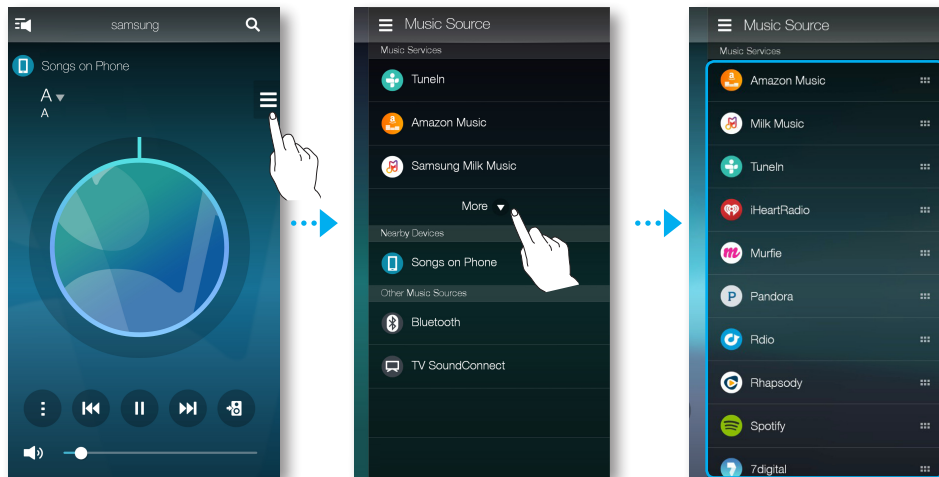 samsung
Songs on Phone
A
A
Music Source
Music Services
TuneIn
a
Amazon Music
Samsung Milk Music
More
Nearby Devices
Songs on Phone
Other Music Sources
Bluetooth
TV SoundConnect
Music Source
Music Services
a
Amazon Music
Milk Music
TuneIn
iHeartRadio
m
Murfie
P
Pandora
Rdio
Rhapsody
Spotify
7
7digital